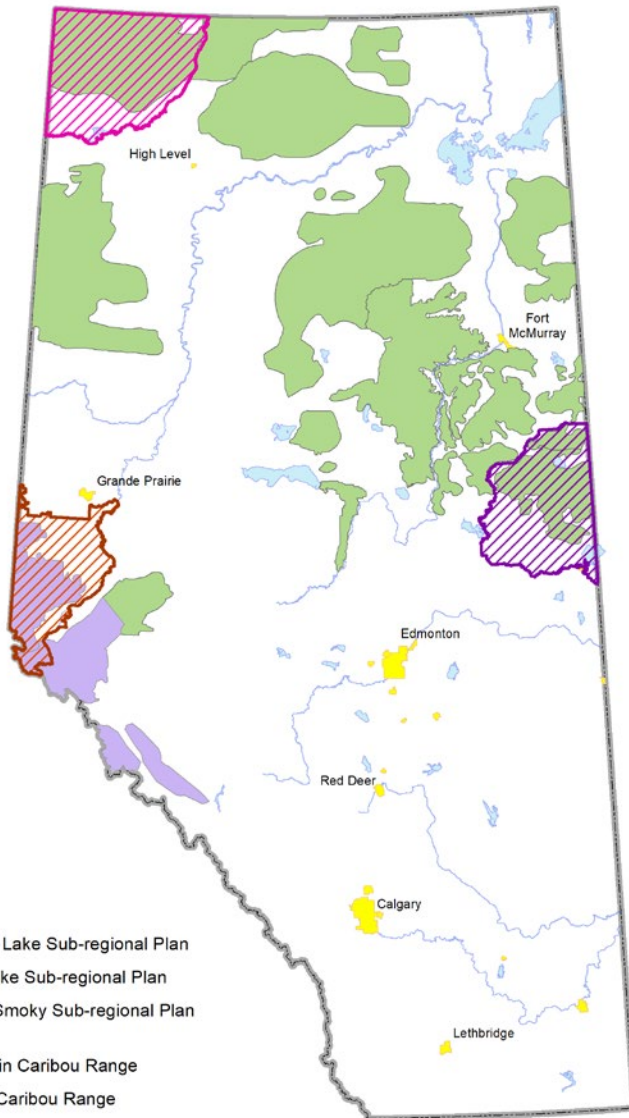 High Level
Fort
McMurray
Grande Prairie
Edmonton
Red Deer
Calgary
Lake Sub-regional Plan
ke Sub-regional Plan
Smoky Sub-regional Plan
Lethbridge
in Caribou Range
Caribou Range